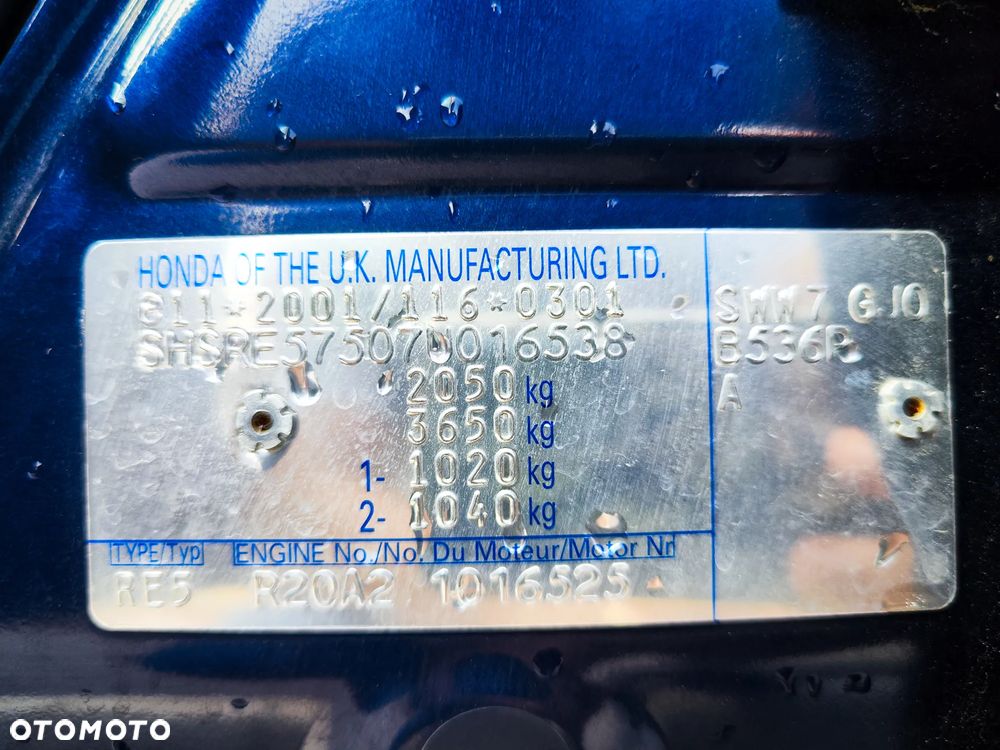 HONDA OF THE U.K. MANUFACTURING LTD.
e11*2001/116*0301
SHSRE57507U016538
2050 kg
3650 kg
1- 1020 kg
2- 1040 kg
TYPE/Typ ENGINE No./No. Du Moteur/Motor Nr
RE5 R20A2 1016525
SWW7 GJ0
B536P
A
OTOMOTO